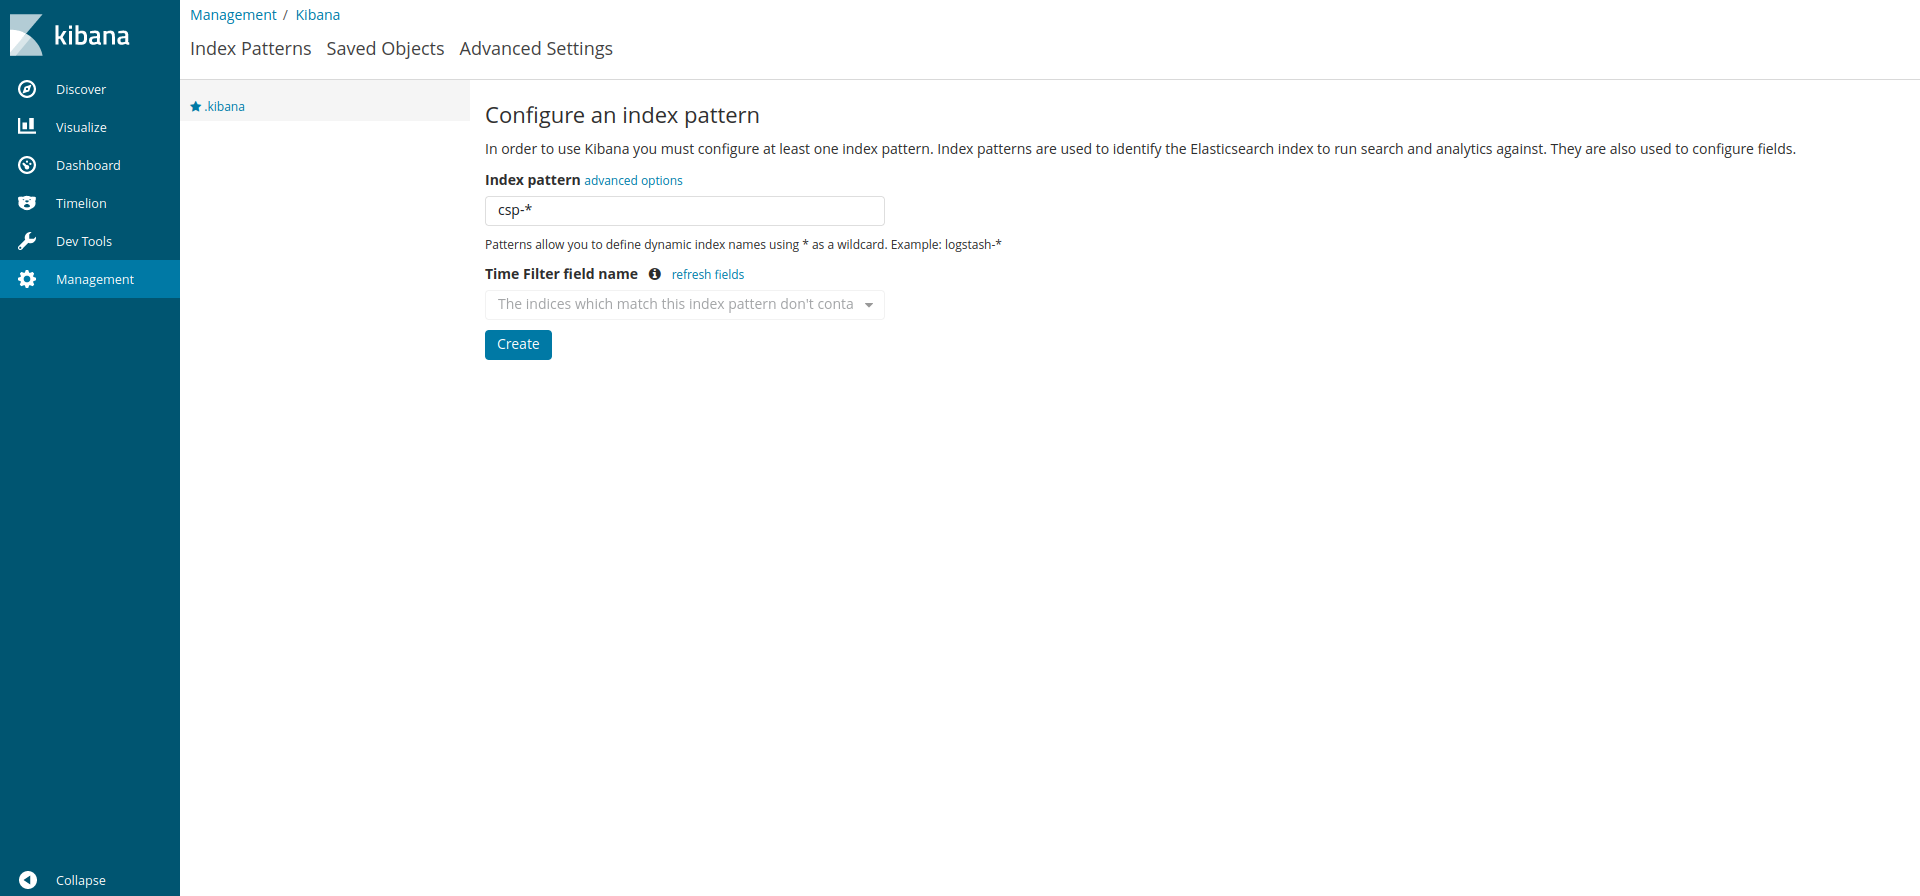 kibana
Discover
Visualize
Dashboard
Timelion
Dev Tools
Management
Collapse
Management / Kibana
Index Patterns Saved Objects Advanced Settings
.kibana
Configure an index pattern
In order to use Kibana you must configure at least one index pattern. Index patterns are used to identify the Elasticsearch index to run search and analytics against. They are also used to configure fields.
Index pattern advanced options
csp-*
Patterns allow you to define dynamic index names using * as a wildcard. Example: logstash-*
Time Filter field name refresh fields
The indices which match this index pattern don't conta
Create